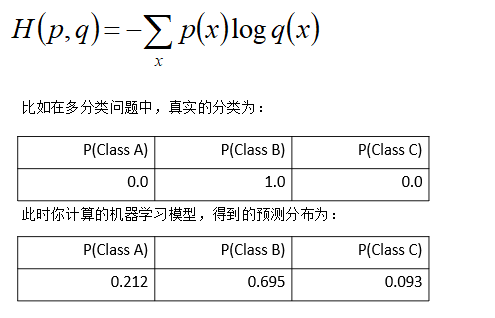 H(p,q)=-∑p(x)log q(x)
x
比如在多分类问题中，真实的分类为：
P(Class A) P(Class B) P(Class C)
0.0 1.0 0.0
此时你计算的机器学习模型，得到的预测分布为：
P(Class A) P(Class B) P(Class C)
0.212 0.695 0.093